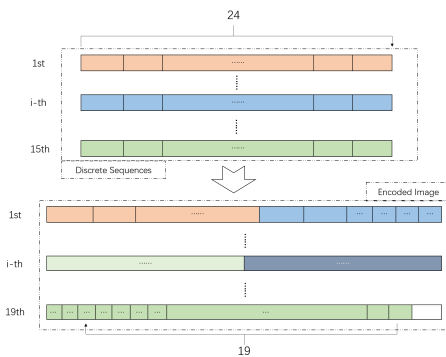 24
1st
......
i-th
......
15th
......
Discrete Sequences
Encoded Image
1st
......
... ... ... ...
i-th
......
......
19th
... ... ... ... ... ... ...
...
19